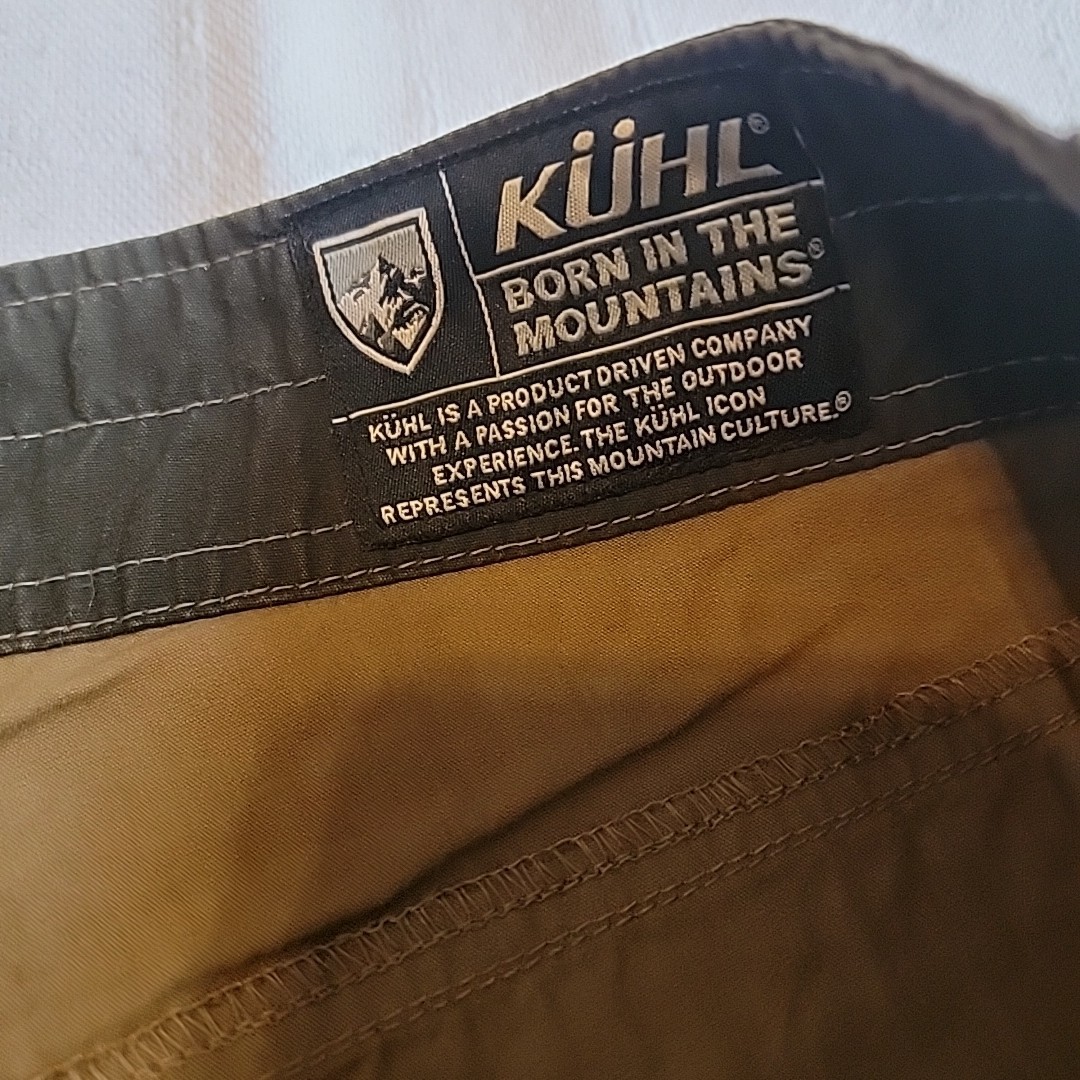 KÜHL®
BORN IN THE
MOUNTAINS®
KÜHL IS A PRODUCT DRIVEN COMPANY
WITH A PASSION FOR THE OUTDOOR
EXPERIENCE. THE KÜHL ICON
REPRESENTS THIS MOUNTAIN CULTURE.®